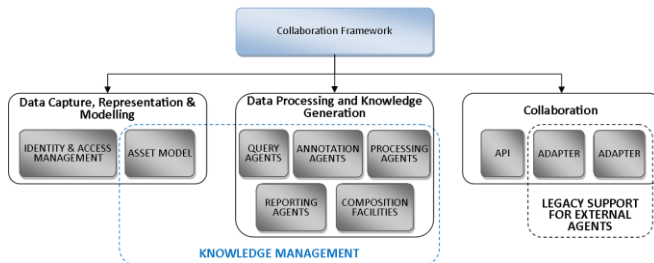 Collaboration Framework
Data Capture, Representation &
Modelling
IDENTITY & ACCESS
MANAGEMENT
ASSET MODEL
Data Processing and Knowledge
Generation
QUERY
AGENTS
ANNOTATION
AGENTS
PROCESSING
AGENTS
REPORTING
AGENTS
COMPOSITION
FACILITIES
KNOWLEDGE MANAGEMENT
Collaboration
API
ADAPTER
ADAPTER
LEGACY SUPPORT
FOR EXTERNAL
AGENTS